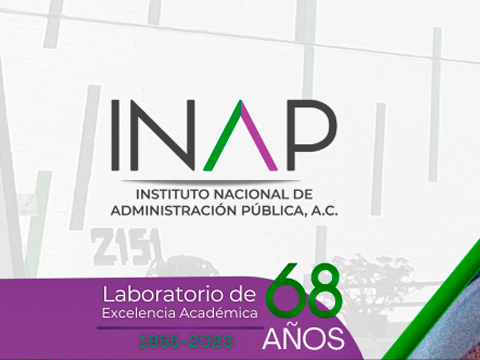 INAP
INSTITUTO NACIONAL DE
ADMINISTRACIÓN PÚBLICA, A.C.
2151
Laboratorio de
Excelencia Académica
68
AÑOS
1955-2023